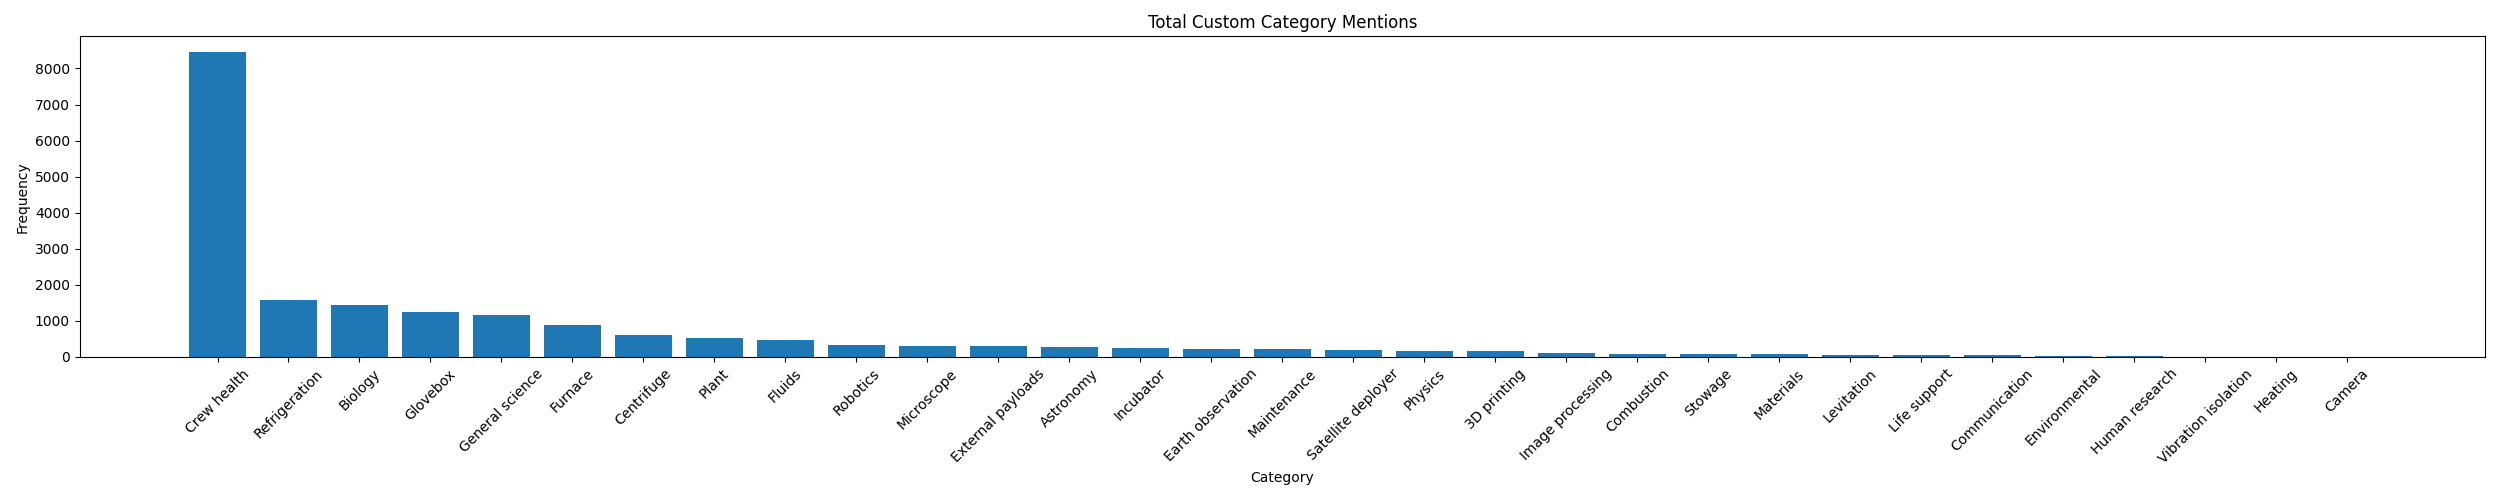 Total Custom Category Mentions
Frequency
8000
7000
6000
5000
4000
3000
2000
1000
0
Crew health
Refrigeration
Biology
Glovebox
General science
Furnace
Centrifuge
Plant
Fluids
Robotics
Microscope
External payloads
Astronomy
Incubator
Earth observation
Maintenance
Satellite deployer
Physics
3D printing
Image processing
Combustion
Stowage
Materials
Levitation
Life support
Communication
Environmental
Human research
Vibration isolation
Heating
Camera
Category